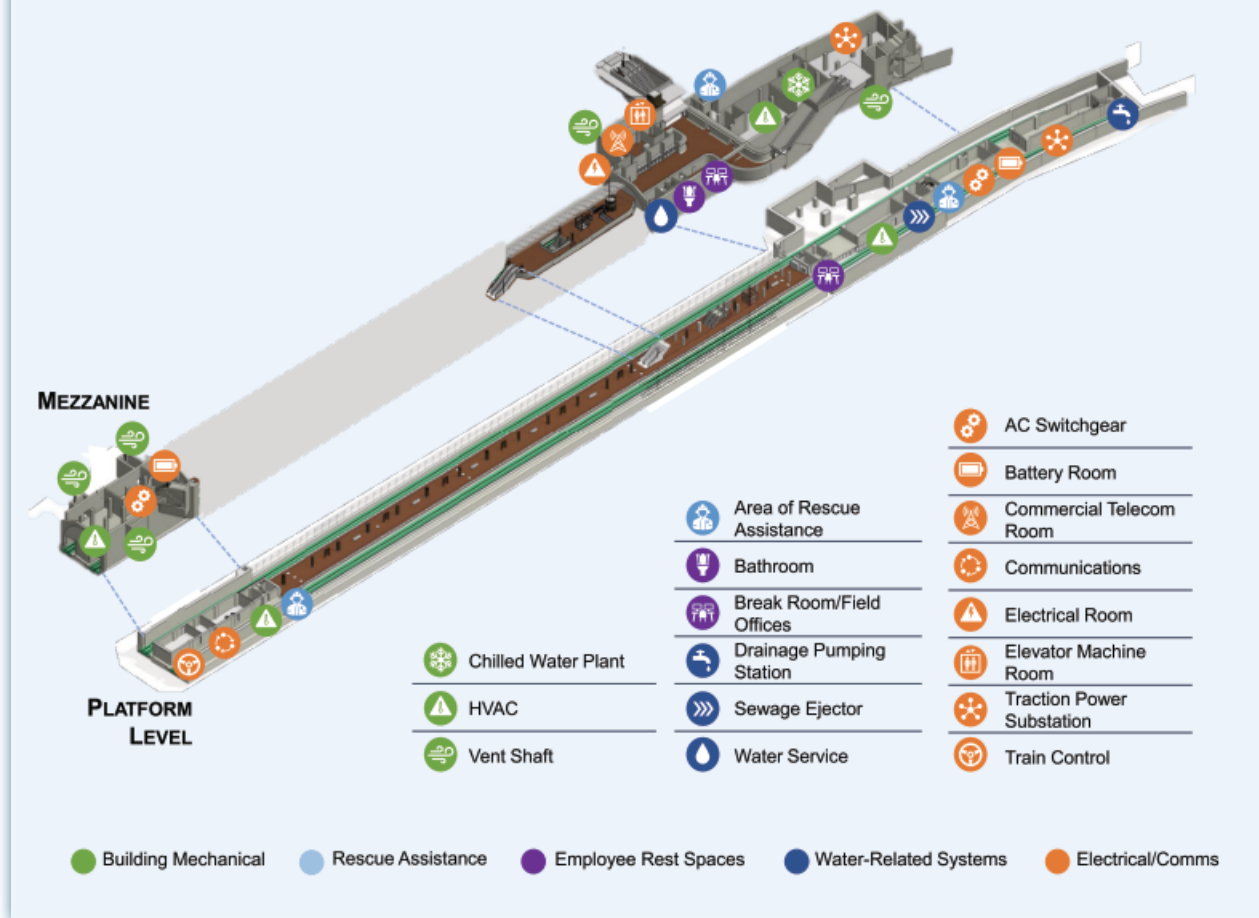 MEZZANINE
PLATFORM
LEVEL
Chilled Water Plant
HVAC
Vent Shaft
Area of Rescue
Assistance
Bathroom
Break Room/Field
Offices
Drainage Pumping
Station
Sewage Ejector
Water Service
AC Switchgear
Battery Room
Commercial Telecom
Room
Communications
Electrical Room
Elevator Machine
Room
Traction Power
Substation
Train Control
Building Mechanical
Rescue Assistance
Employee Rest Spaces
Water-Related Systems
Electrical/Comms